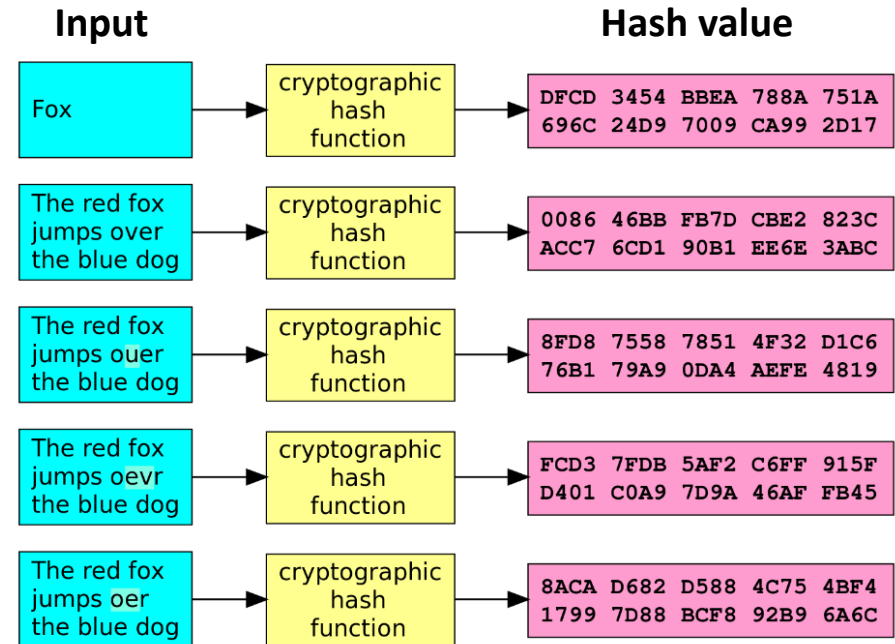 Input
Hash value
Fox
cryptographic
hash
function
DFCD 3454 BBEA 788A 751A
696C 24D9 7009 CA99 2D17
The red fox
jumps over
the blue dog
cryptographic
hash
function
0086 46BB FB7D CBE2 823C
ACC7 6CD1 90B1 EE6E 3ABC
The red fox
jumps ouer
the blue dog
cryptographic
hash
function
8FD8 7558 7851 4F32 D1C6
76B1 79A9 0DA4 AEFE 4819
The red fox
jumps oevr
the blue dog
cryptographic
hash
function
FCD3 7FDB 5AF2 C6FF 915F
D401 C0A9 7D9A 46AF FB45
The red fox
jumps oer
the blue dog
cryptographic
hash
function
8ACA D682 D588 4C75 4BF4
1799 7D88 BCF8 92B9 6A6C